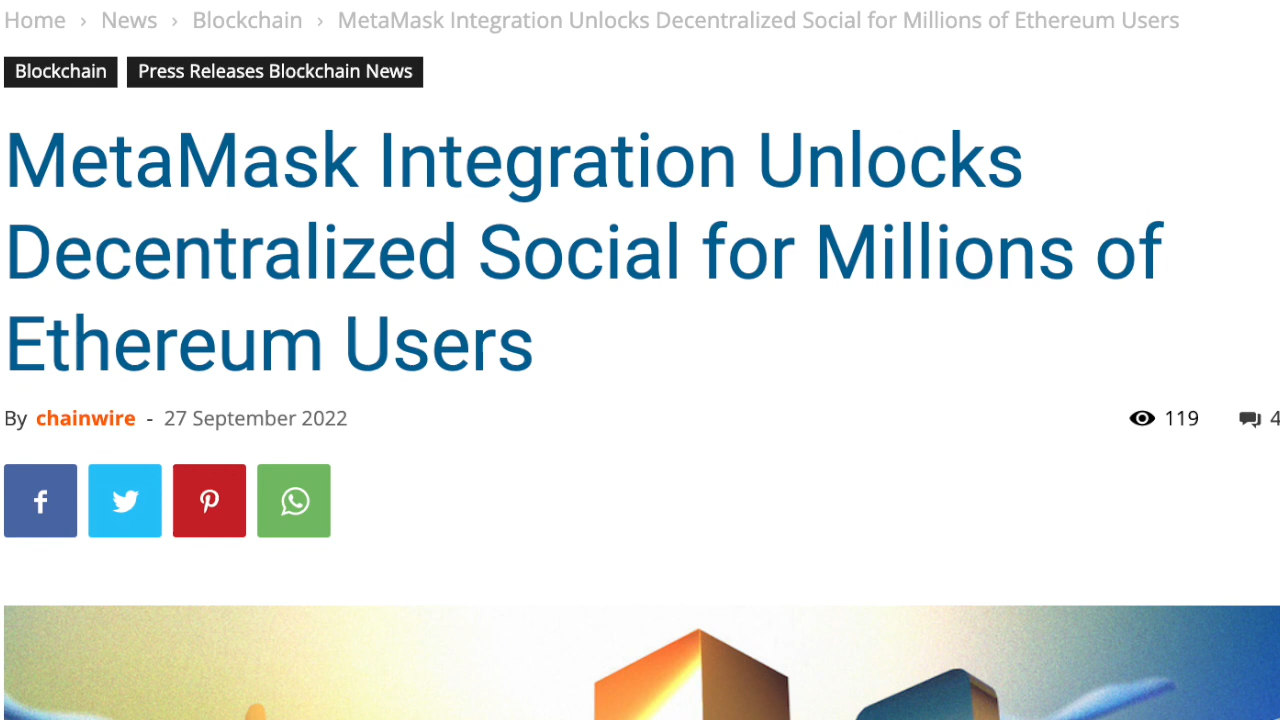 Home › News › Blockchain › MetaMask Integration Unlocks Decentralized Social for Millions of Ethereum Users
Blockchain Press Releases Blockchain News
MetaMask Integration Unlocks
Decentralized Social for Millions of
Ethereum Users
By chainwire - 27 September 2022 119 4